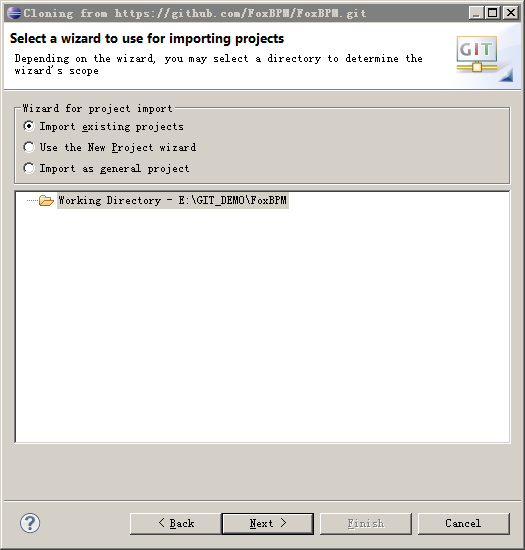 Cloning from https://github.com/FoxBPM/FoxBPM.git
Select a wizard to use for importing projects
Depending on the wizard, you may select a directory to determine the
wizard's scope
GIT
Wizard for project import
Import existing projects
Use the New Project wizard
Import as general project
Working Directory - E:\GIT_DEMO\FoxBPM
?
< Back
Next >
Finish
Cancel